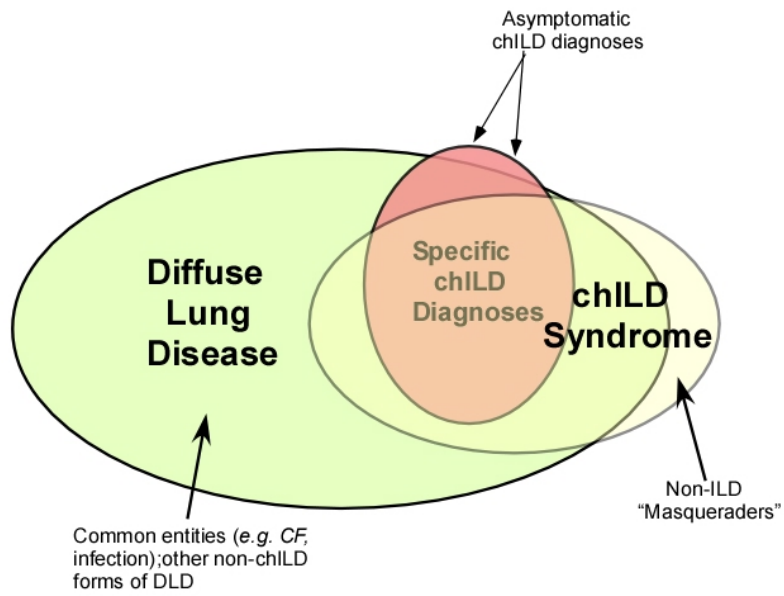 Asymptomatic
chILD diagnoses
Diffuse
Lung
Disease
Specific
chILD
Diagnoses
chILD
Syndrome
Non-ILD
“Masqueraders”
Common entities (e.g. CF,
infection);other non-chILD
forms of DLD